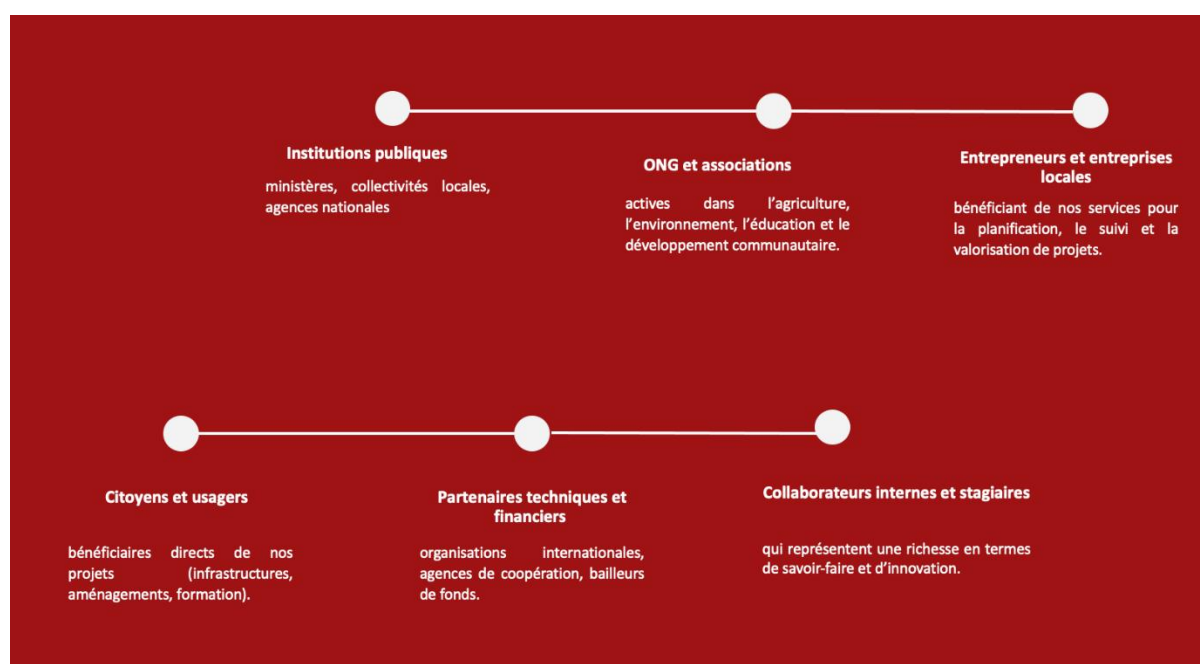 Institutions publiques
ministères, collectivités locales,
agences nationales
ONG et associations
actives dans l’agriculture,
l’environnement, l’éducation et le
développement communautaire.
Entrepreneurs et entreprises
locales
bénéficiant de nos services pour
la planification, le suivi et la
valorisation de projets.
Citoyens et usagers
bénéficiaires directs de nos
projets (infrastructures,
aménagements, formation).
Partenaires techniques et
financiers
organisations internationales,
agences de coopération, bailleurs
de fonds.
Collaborateurs internes et stagiaires
qui représentent une richesse en termes
de savoir-faire et d’innovation.